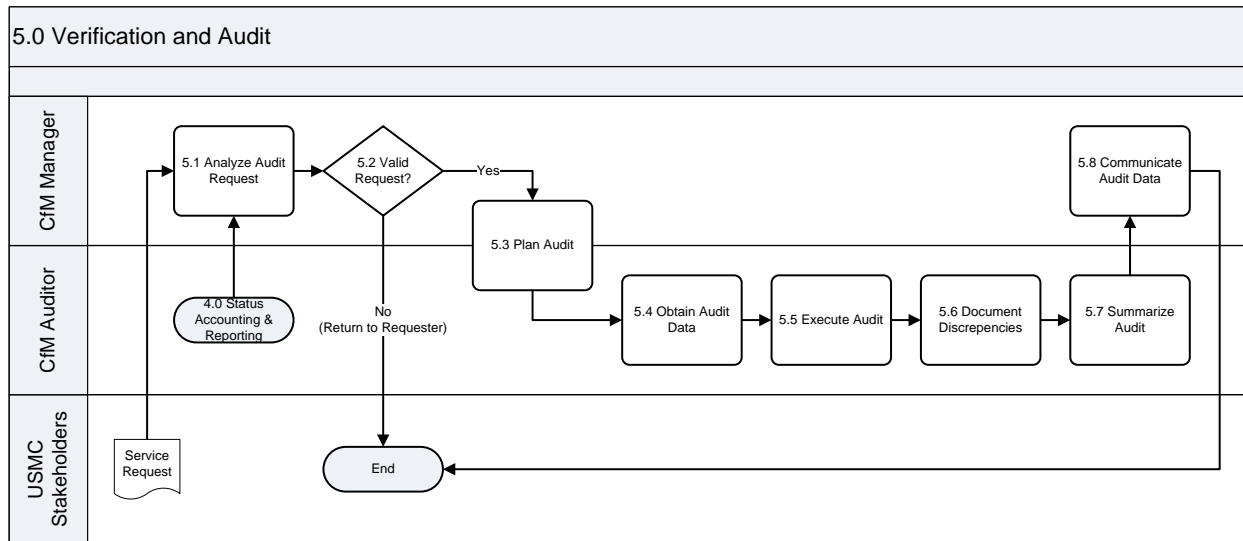 5.0 Verification and Audit
CfM Manager
5.1 Analyze Audit
Request
5.2 Valid
Request?
Yes
5.3 Plan Audit
5.8 Communicate
Audit Data
CfM Auditor
4.0 Status
Accounting &
Reporting
No
(Return to Requester)
5.4 Obtain Audit
Data
5.5 Execute Audit
5.6 Document
Discrepencies
5.7 Summarize
Audit
USMC
Stakeholders
Service
Request
End